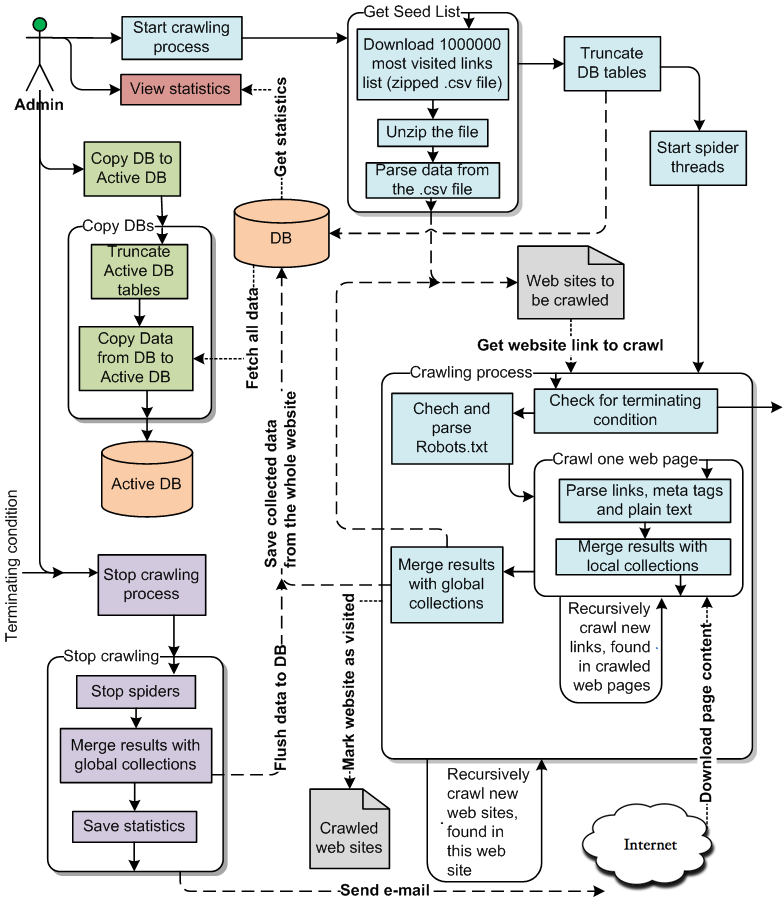 Admin
Start crawling
process
View statistics
Get Seed List
Download 1000000
most visited links
list (zipped .csv file)
Unzip the file
Parse data from
the .csv file
Truncate
DB tables
Start spider
threads
Copy DB to
Active DB
Get statistics
DB
Copy DBs
Truncate
Active DB
tables
Copy Data
from DB to
Active DB
Fetch all data
Active DB
Web sites to
be crawled
Get website link to crawl
Crawling process
Check for terminating
condition
Chech and
parse
Robots.txt
Crawl one web page
Parse links, meta tags
and plain text
Merge results with
local collections
Merge results
with global
collections
Recursively
crawl new
links, found
in crawled
web pages
Save collected data
from the whole website
Terminating condition
Stop crawling
process
Stop crawling
Stop spiders
Merge results with
global collections
Save statistics
Flush data to DB
Mark website as visited
Crawled
web sites
Recursively
crawl new
web sites,
found in
this web
site
Download page content
Internet
Send e-mail